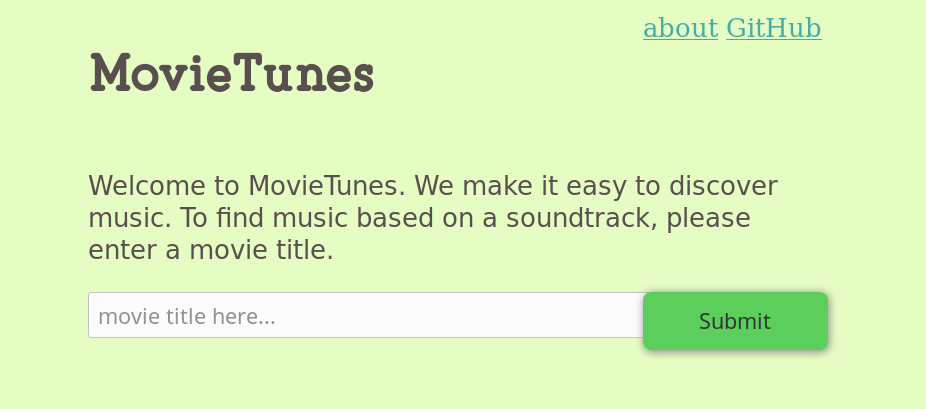 about GitHub
MovieTunes
Welcome to MovieTunes. We make it easy to discover
music. To find music based on a soundtrack, please
enter a movie title.
movie title here...
Submit